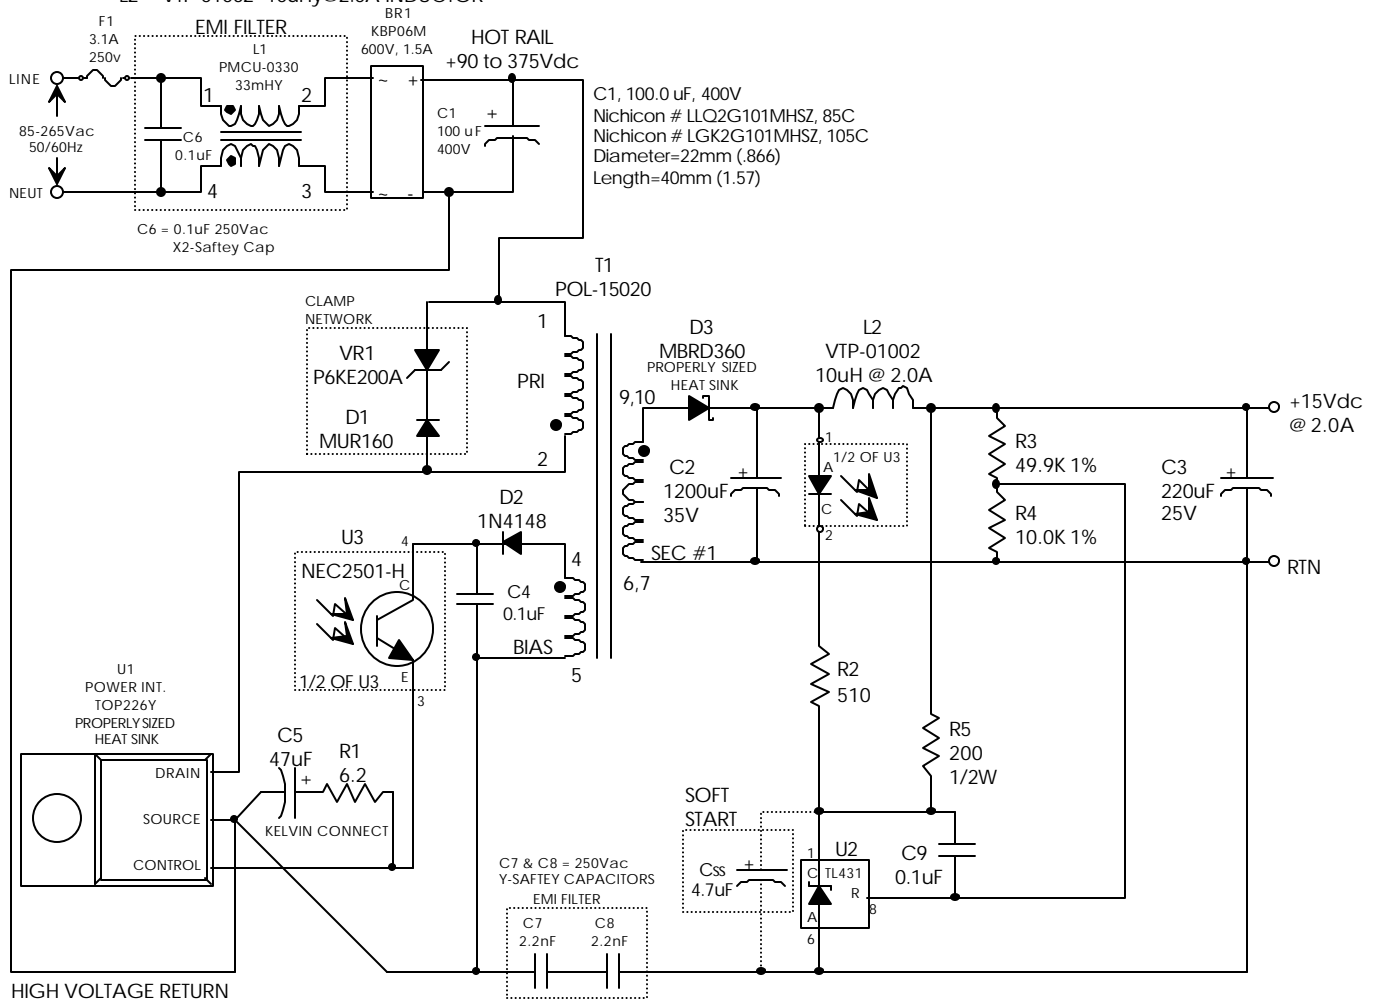 F1
3.1A
250v
EMI FILTER
L1
PMCU-0330
33mHY
BR1
KBP06M
600V, 1.5A
HOT RAIL
+90 to 375Vdc
LINE
1
2
~
+
C1
100 uF
400V
+
C1, 100.0 uF, 400V
Nichicon # LLQ2G101MHSZ, 85C
Nichicon # LGK2G101MHSZ, 105C
Diameter=22mm (.866)
Length=40mm (1.57)
85-265Vac
50/60Hz
C6
0.1uF
NEUT
4
3
~
-
C6 = 0.1uF 250Vac
X2-Saftey Cap
T1
POL-15020
CLAMP
NETWORK
VR1
P6KE200A
D1
MUR160
1
PRI
2
D3
MBRD360
PROPERLY SIZED
HEAT SINK
L2
VTP-01002
10uH @ 2.0A
9,10
+15Vdc
@ 2.0A
C2
1200uF
35V
+
1
1/2 OF U3
A
C
2
R3
49.9K 1%
R4
10.0K 1%
C3
220uF
25V
+
SEC #1
6,7
RTN
D2
1N4148
U3
4
NEC2501-H
C
C4
0.1uF
4
BIAS
5
E
1/2 OF U3
3
R2
510
R5
200
1/2W
U1
POWER INT.
TOP226Y
PROPERLY SIZED
HEAT SINK
C5
47uF
+
R1
6.2
DRAIN
SOURCE
KELVIN CONNECT
CONTROL
SOFT
START
+
Css
4.7uF
1
U2
C
TL431
R
A
8
6
C9
0.1uF
C7 & C8 = 250Vac
Y-SAFTEY CAPACITORS
EMI FILTER
C7
2.2nF
C8
2.2nF
HIGH VOLTAGE RETURN